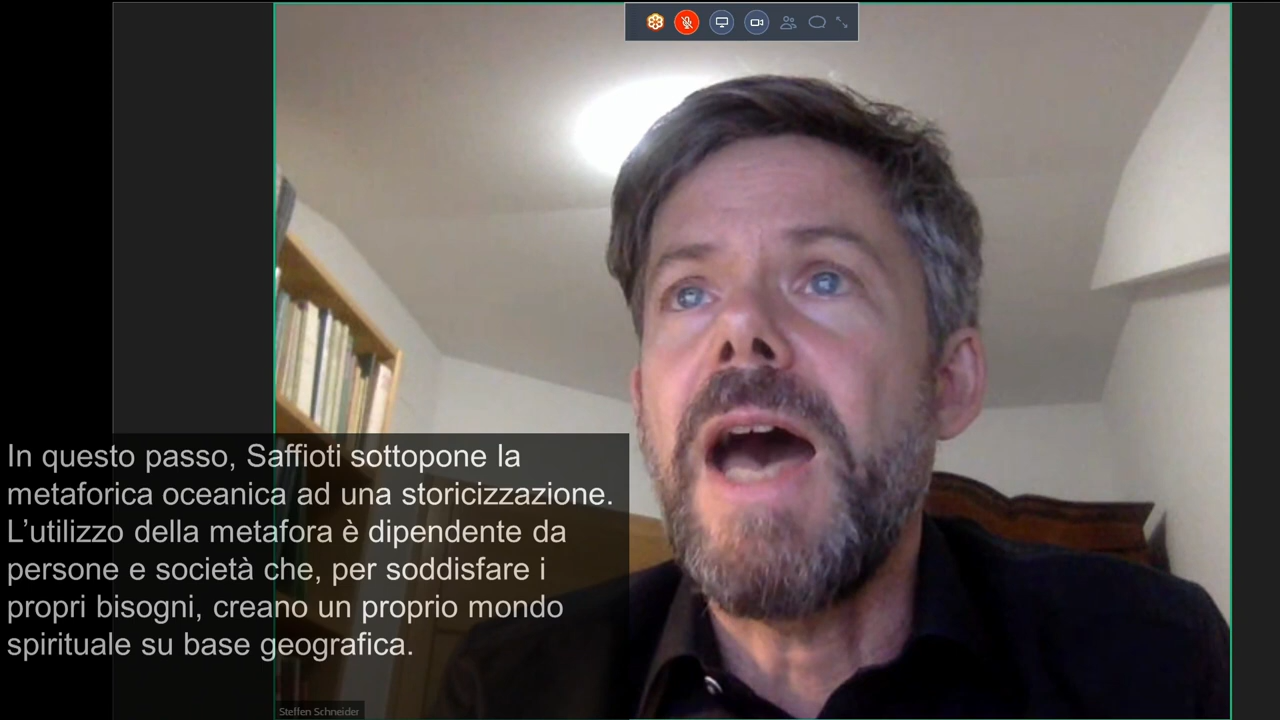 In questo passo, Saffioti sottopone la
metaforica oceanica ad una storicizzazione.
L’utilizzo della metafora è dipendente da
persone e società che, per soddisfare i
propri bisogni, creano un proprio mondo
spirituale su base geografica.
Steffen Schneider